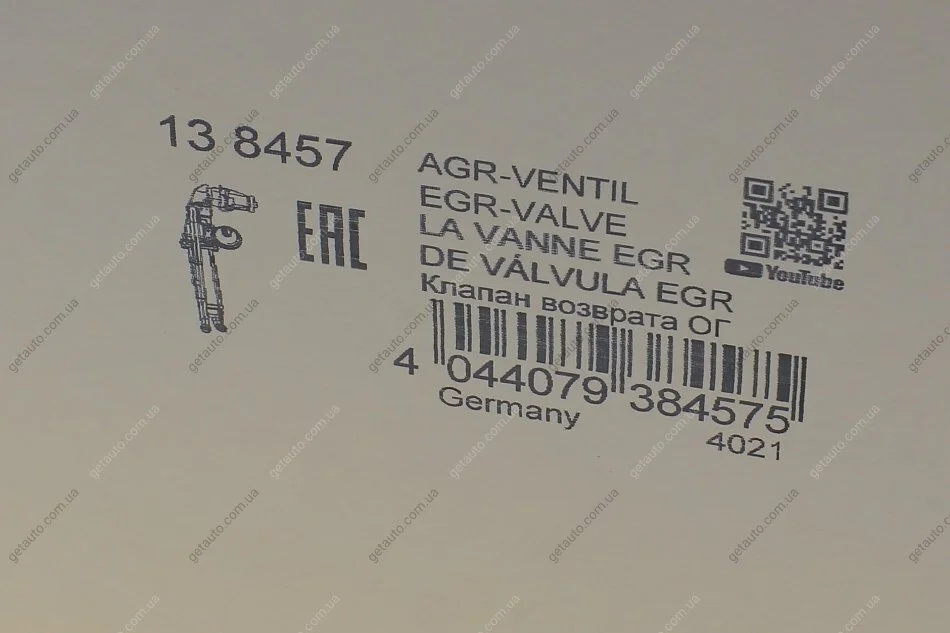 13 8457
EAC
AGR-VENTIL
EGR-VALVE
LA VANNE EGR
DE VÁLVULA EGR
Клапан возврата ОГ
YouTube
4 044079 384575
Germany
4021
getauto.com.ua